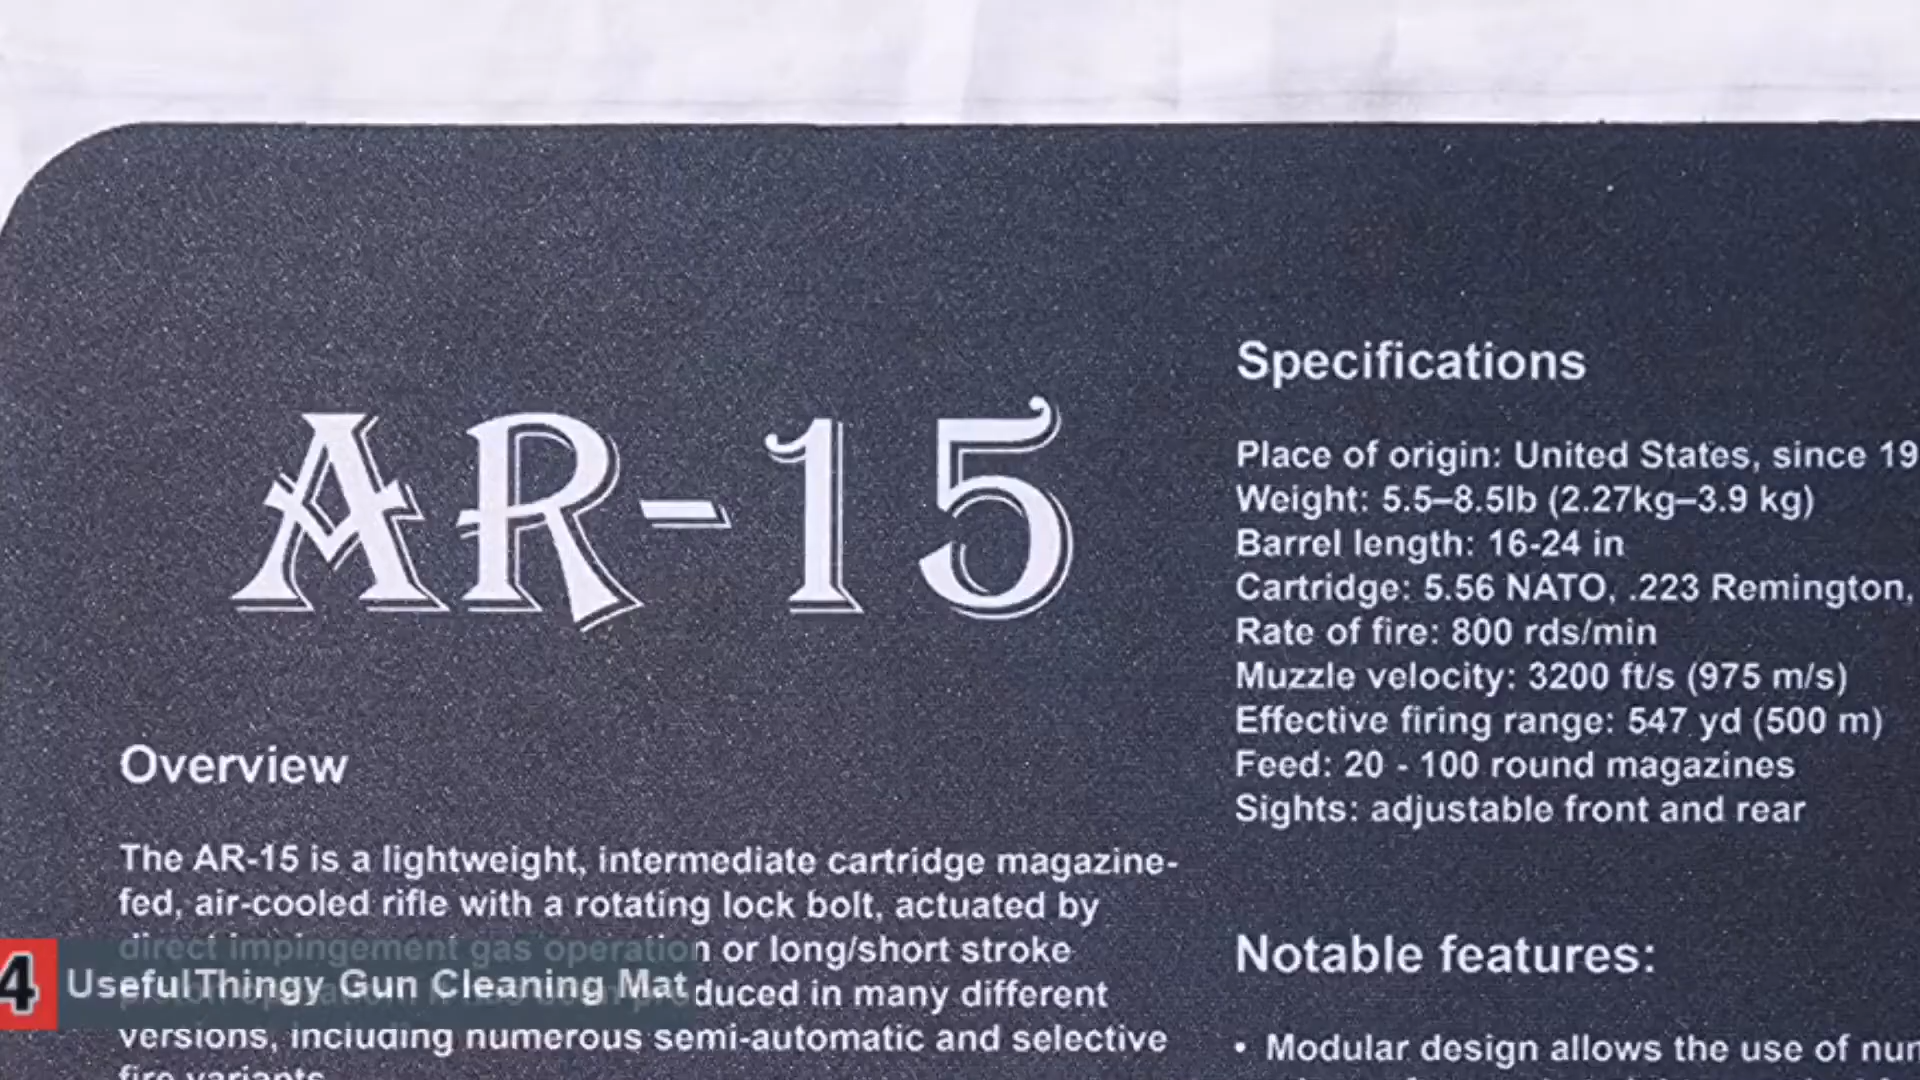 AR-15
Overview
The AR-15 is a lightweight, intermediate cartridge magazine-
fed, air-cooled rifle with a rotating lock bolt, actuated by
direct impingement gas operation or long/short stroke
duced in many different
versions, including numerous semi-automatic and selective
fire variants
Specifications
Place of origin: United States, since 19
Weight: 5.5–8.5lb (2.27kg–3.9 kg)
Barrel length: 16-24 in
Cartridge: 5.56 NATO, .223 Remington,
Rate of fire: 800 rds/min
Muzzle velocity: 3200 ft/s (975 m/s)
Effective firing range: 547 yd (500 m)
Feed: 20 - 100 round magazines
Sights: adjustable front and rear
Notable features:
• Modular design allows the use of
4 UsefulThingy Gun Cleaning Mat